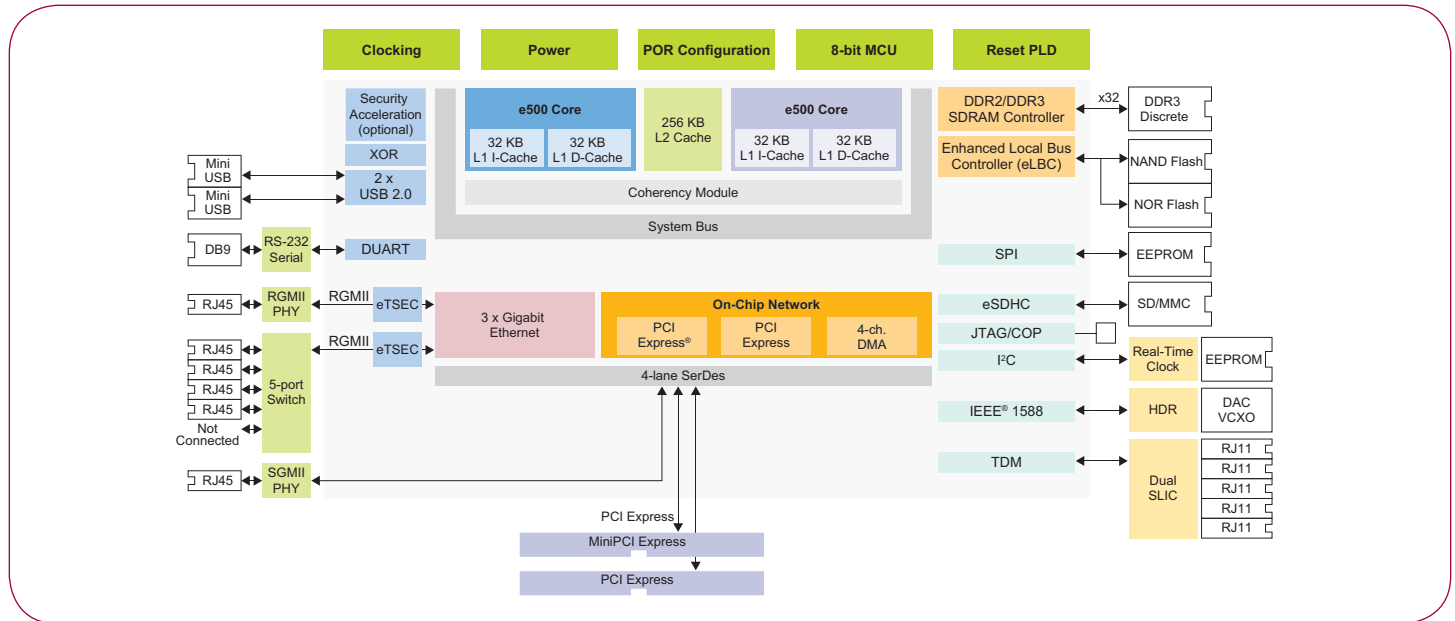 Clocking
Power
POR Configuration
8-bit MCU
Reset PLD
Security
Acceleration
(optional)
XOR
2 x
USB 2.0
Mini
USB
Mini
USB
DB9
RS-232
Serial
DUART
e500 Core
32 KB
L1 I-Cache
32 KB
L1 D-Cache
256 KB
L2 Cache
e500 Core
32 KB
L1 I-Cache
32 KB
L1 D-Cache
Coherency Module
System Bus
DDR2/DDR3
SDRAM Controller
x32
DDR3
Discrete
Enhanced Local Bus
Controller (eLBC)
NAND Flash
NOR Flash
SPI
EEPROM
RJ45
RGMII
PHY
RGMII
eTSEC
3 x Gigabit
Ethernet
On-Chip Network
PCI
Express®
PCI
Express
4-ch.
DMA
eSDHC
SD/MMC
JTAG/COP
I²C
Real-Time
Clock
EEPROM
RJ45
RJ45
RJ45
RJ45
Not
Connected
5-port
Switch
RGMII
eTSEC
4-lane SerDes
IEEE® 1588
HDR
DAC
VCXO
TDM
Dual
SLIC
RJ11
RJ11
RJ11
RJ11
RJ11
RJ45
SGMII
PHY
PCI Express
MiniPCI Express
PCI Express